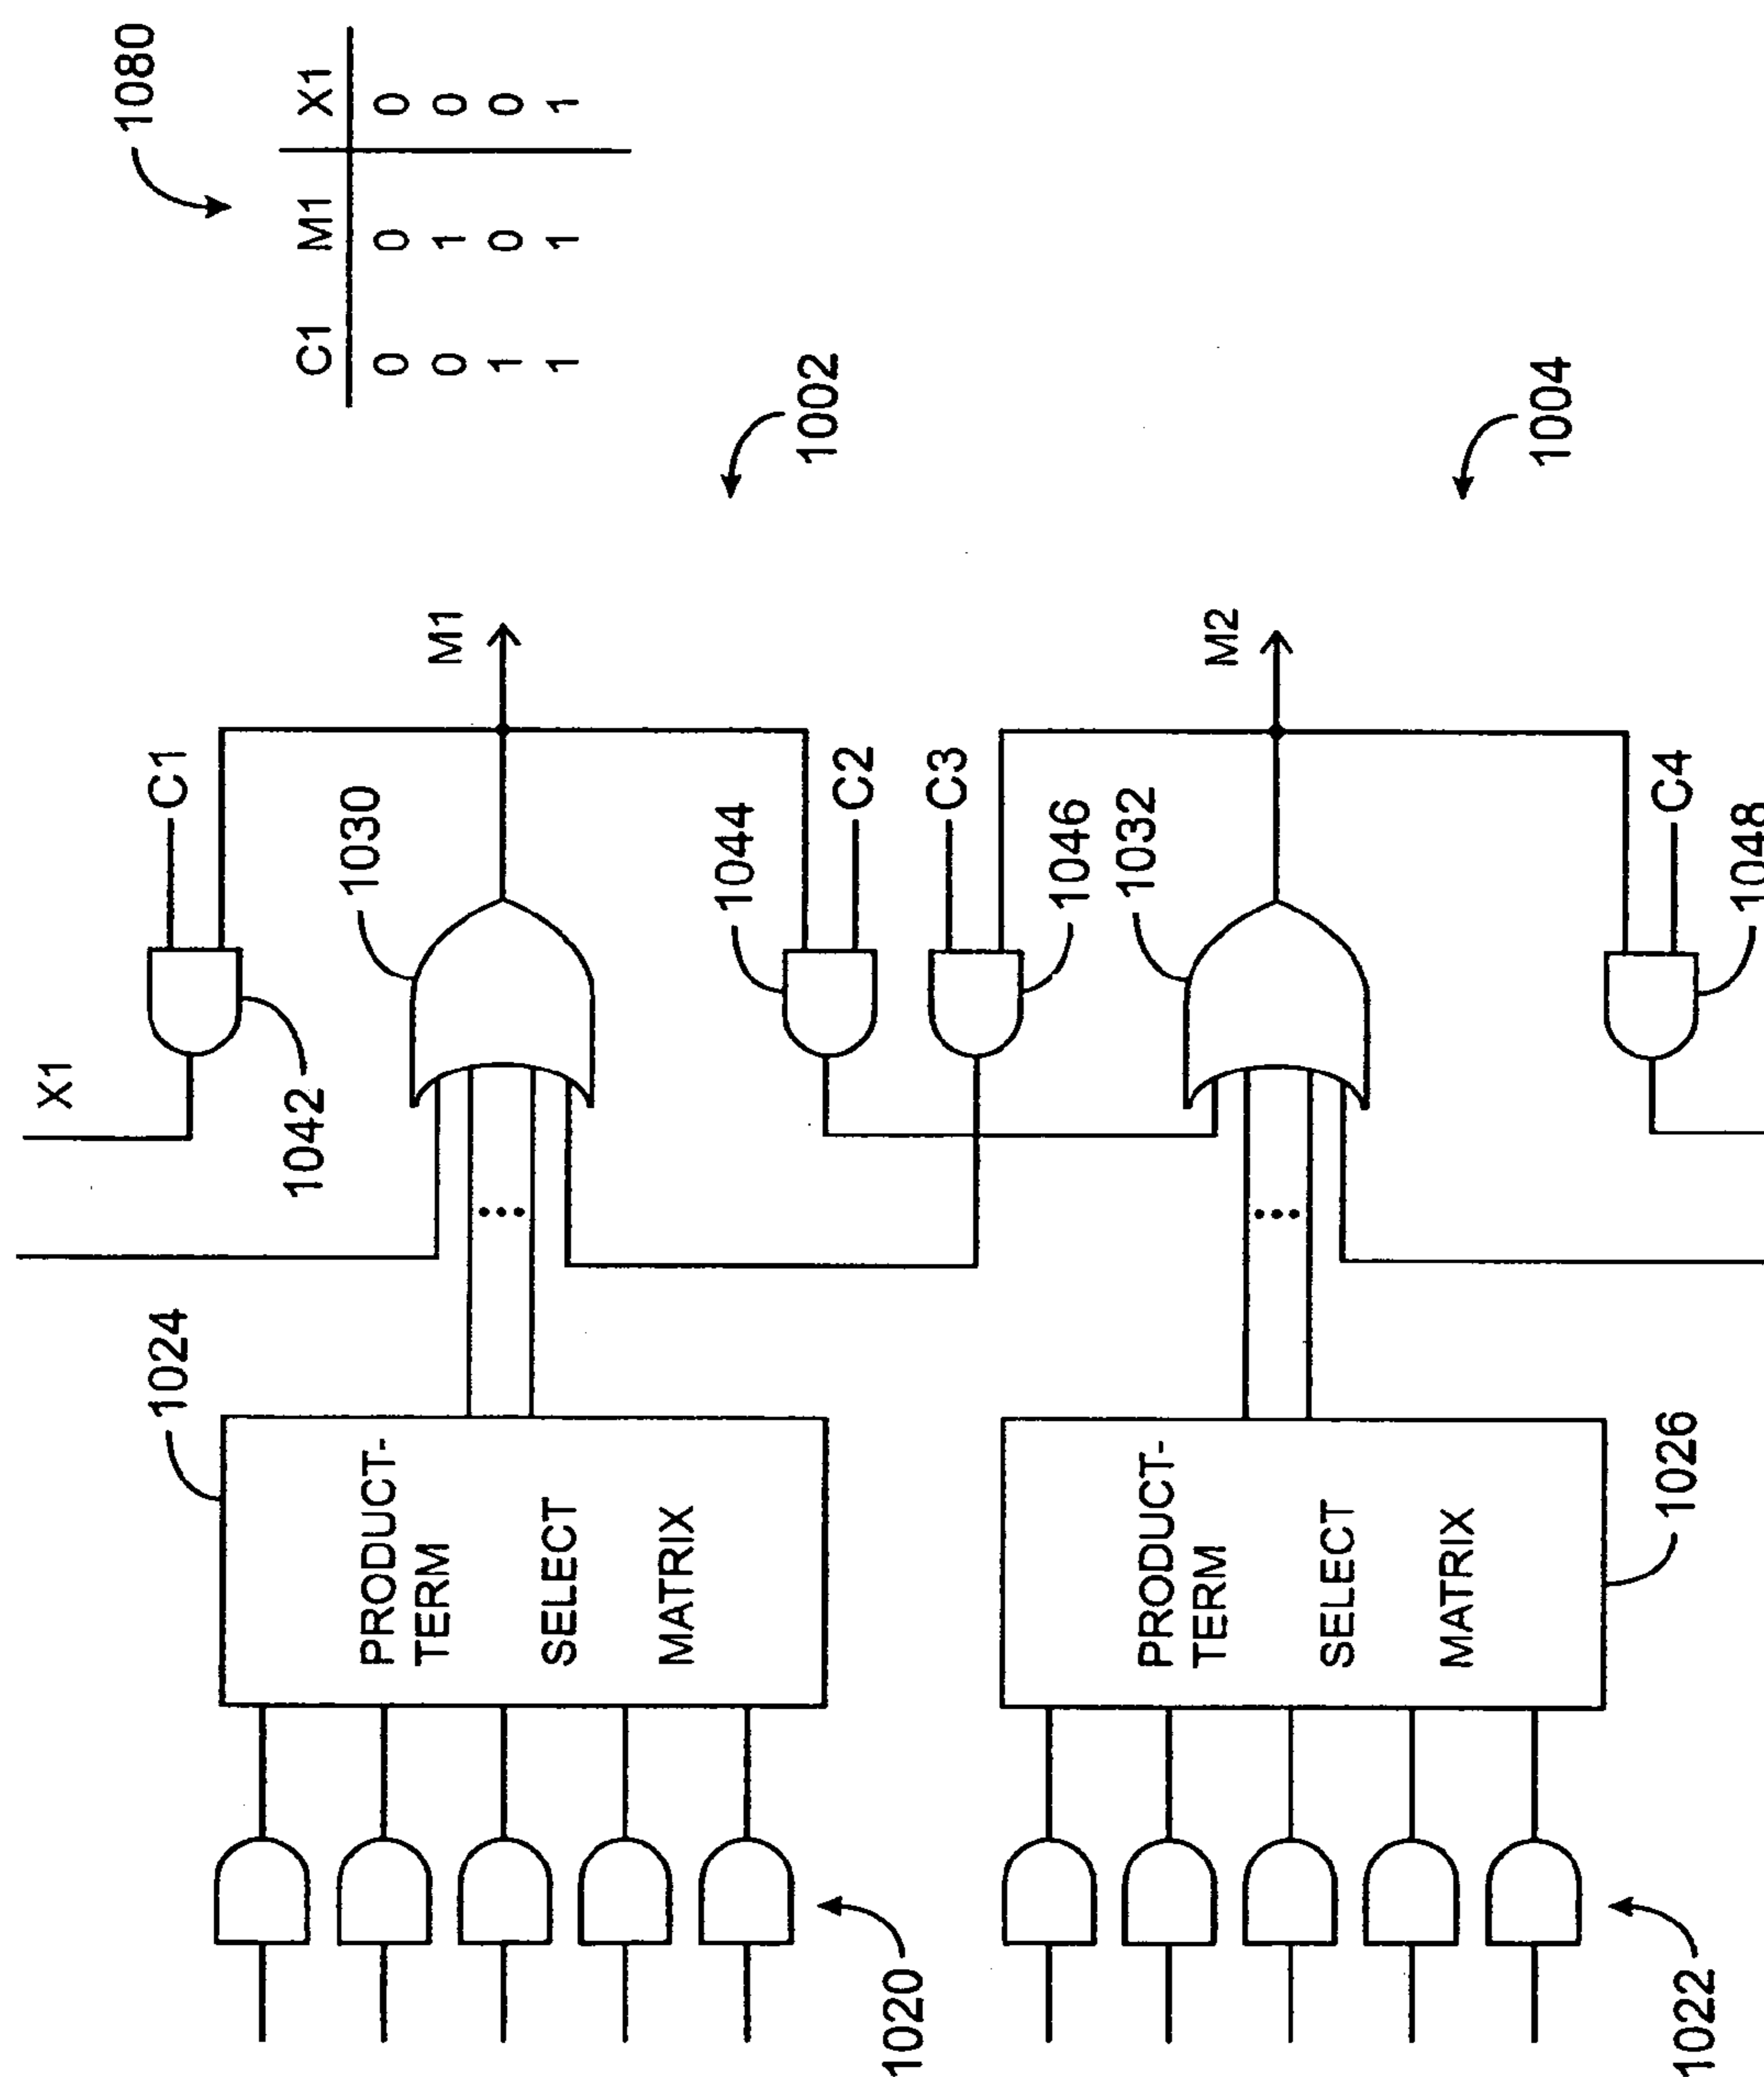 1080
C1 M1 X1
0 0 0
0 1 0
1 0 0
1 1 1
1002
1004
X1
C1
1042
1030
M1
1024
PRODUCT-
TERM
SELECT
MATRIX
1044
C2
C3
1046
1032
M2
PRODUCT-
TERM
SELECT
MATRIX
1026
C4
1048
1020
1022